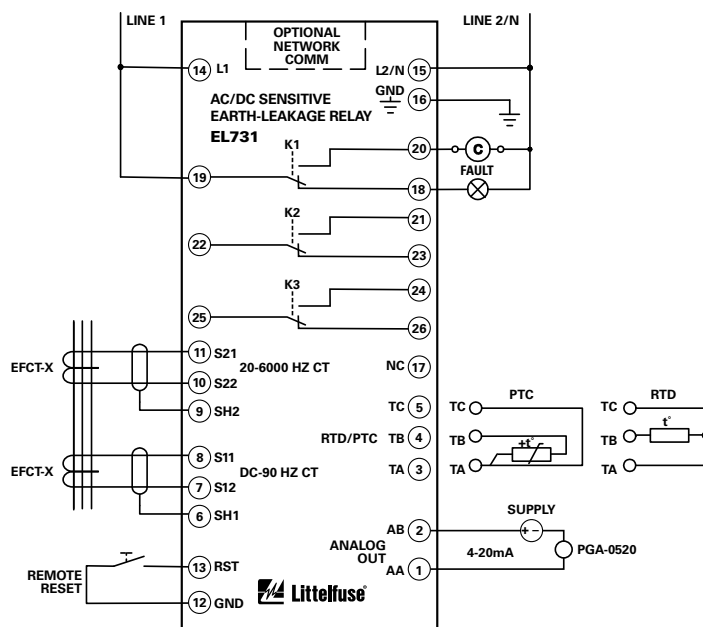 LINE 1
LINE 2/N
OPTIONAL
NETWORK
COMM
14 L1
L2/N 15
GND
16
AC/DC SENSITIVE
EARTH-LEAKAGE RELAY
EL731
K1
20
C
FAULT
19
18
K2
21
22
23
K3
24
25
26
EFCT-X
11 S21
20-6000 HZ CT
10 S22
9 SH2
NC 17
TC 5
RTD/PTC
TB 4
TA 3
PTC
TC
TB
+t°
TA
RTD
TC
t°
TB
TA
EFCT-X
8 S11
DC-90 HZ CT
7 S12
6 SH1
SUPPLY
AB 2
+ -
ANALOG
OUT
4-20mA
PGA-0520
AA 1
REMOTE
RESET
13 RST
12 GND
Littelfuse®